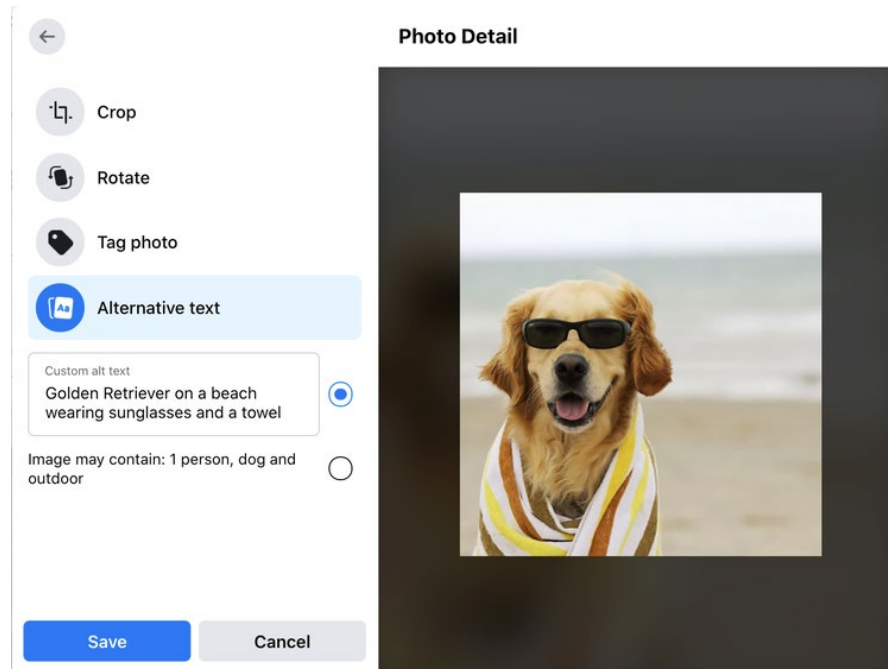 Photo Detail
Crop
Rotate
Tag photo
Aa
Alternative text
Custom alt text
Golden Retriever on a beach
wearing sunglasses and a towel
Image may contain: 1 person, dog and
outdoor
Save
Cancel